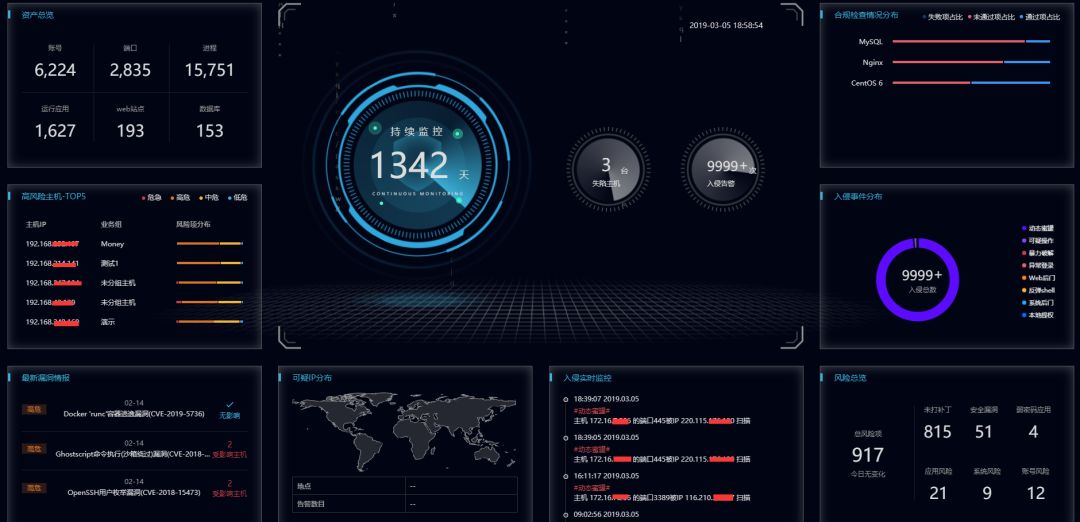 资产总览
账号 端口 进程
6,224 2,835 15,751
运行应用 web站点 数据库
1,627 193 153
高风险主机-TOP5 危急 高危 中危 低危
主机IP 业务组 风险项分布
192.168. Money
192.168. 测试1
192.168. 未分组主机
192.168. 未分组主机
192.168. 演示
2019-03-05 18:58:54
持续监控
1342 天
CONTINUOUS MONITORING
3 台
失陷主机
9999+ 次
入侵告警
合规检查情况分布 失败项占比 未通过项占比 通过项占比
MySQL
Nginx
CentOS 6
入侵事件分布
9999+
入侵总数
动态蜜罐
可疑操作
暴力破解
异常登录
Web后门
反弹shell
系统后门
本地提权
最新漏洞情报
02-14
高危 Docker 'runc'容器逃逸漏洞(CVE-2019-5736) 无影响
02-14 2
高危 Ghostscript命令执行(沙箱绕过)漏洞(CVE-2018-... 受影响主机
02-14 2
高危 OpenSSH用户枚举漏洞(CVE-2018-15473) 受影响主机
可疑IP分布
地点 --
告警数目 --
入侵实时监控
18:39:07 2019.03.05
#动态蜜罐#
主机 172.16. 的端口445被IP 220.115. 扫描
18:39:05 2019.03.05
#动态蜜罐#
主机 172.16. 的端口445被IP 220.115. 扫描
16:11:17 2019.03.05
#动态蜜罐#
主机 172.16. 的端口3389被IP 116.210. 扫描
09:02:56 2019.03.05
风险总览
总风险项
917
今日无变化
未打补丁 安全漏洞 弱密码应用
815 51 4
应用风险 系统风险 账号风险
21 9 12